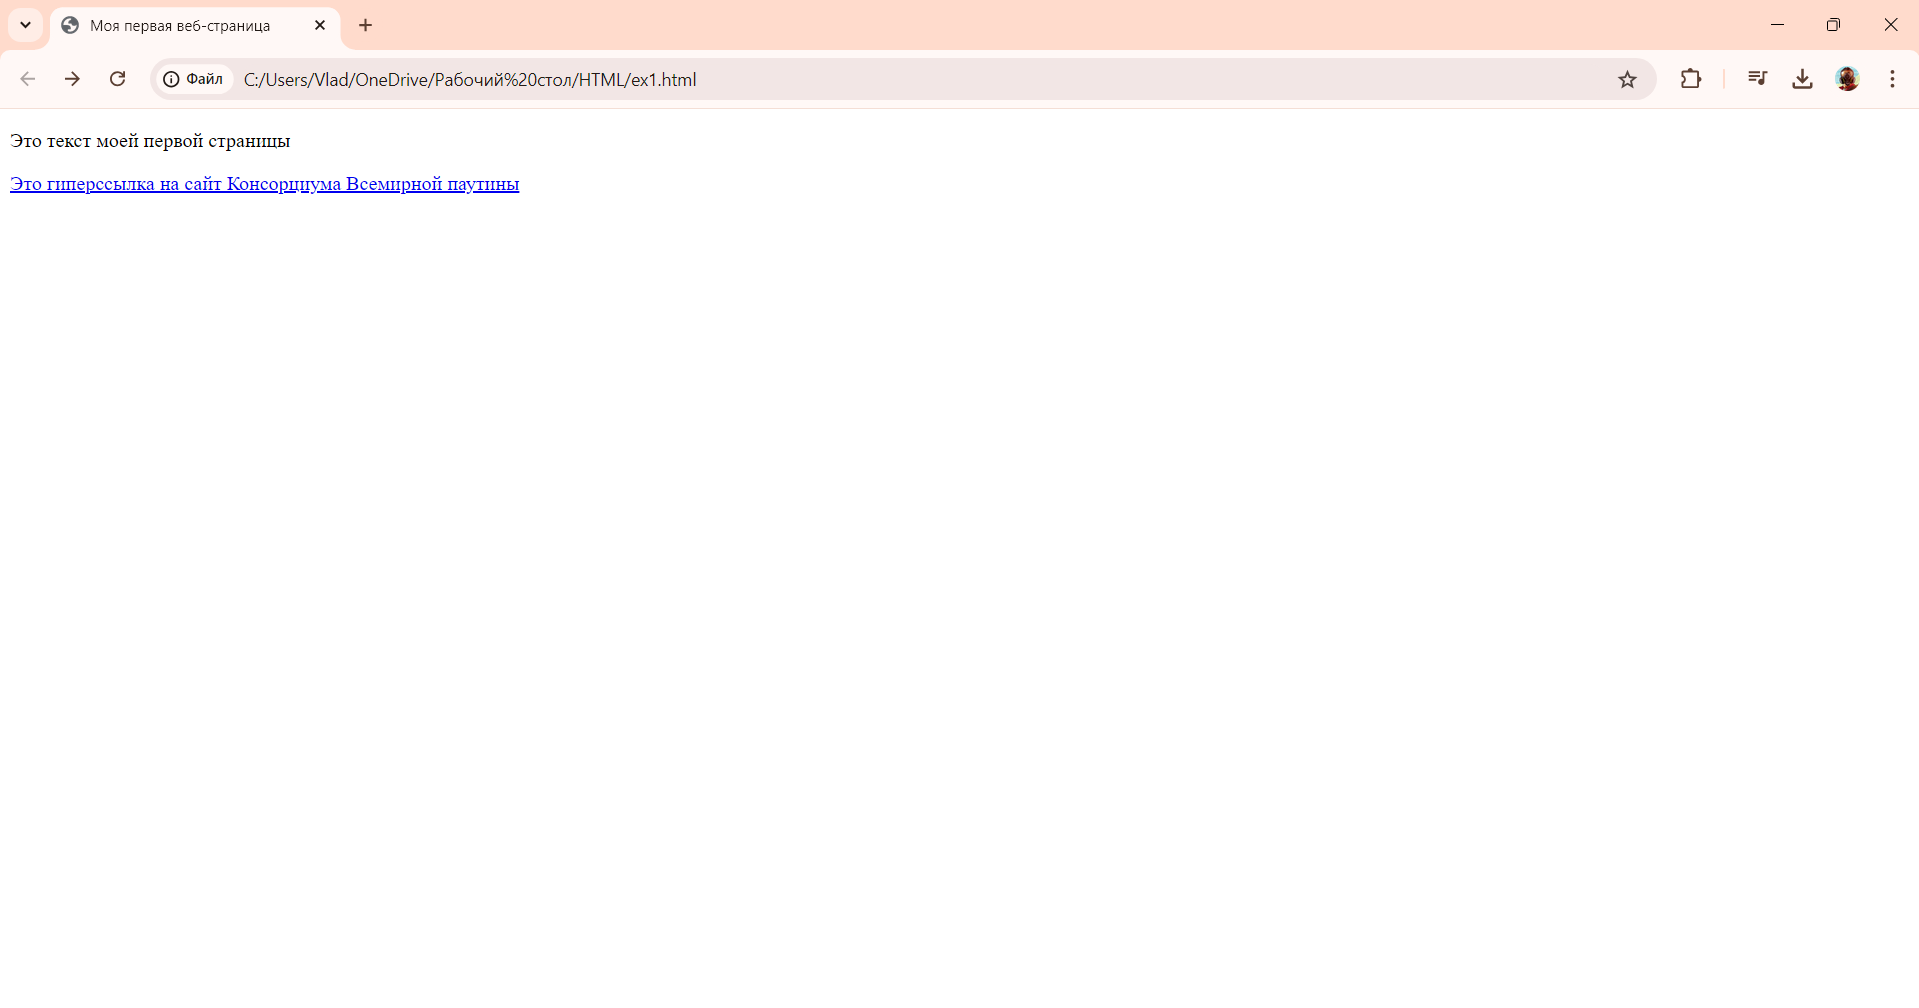 Моя первая веб-страница
Файл
C:/Users/Vlad/OneDrive/Рабочий%20стол/HTML/ex1.html
Это текст моей первой страницы
Это гиперссылка на сайт Консорциума Всемирной паутины